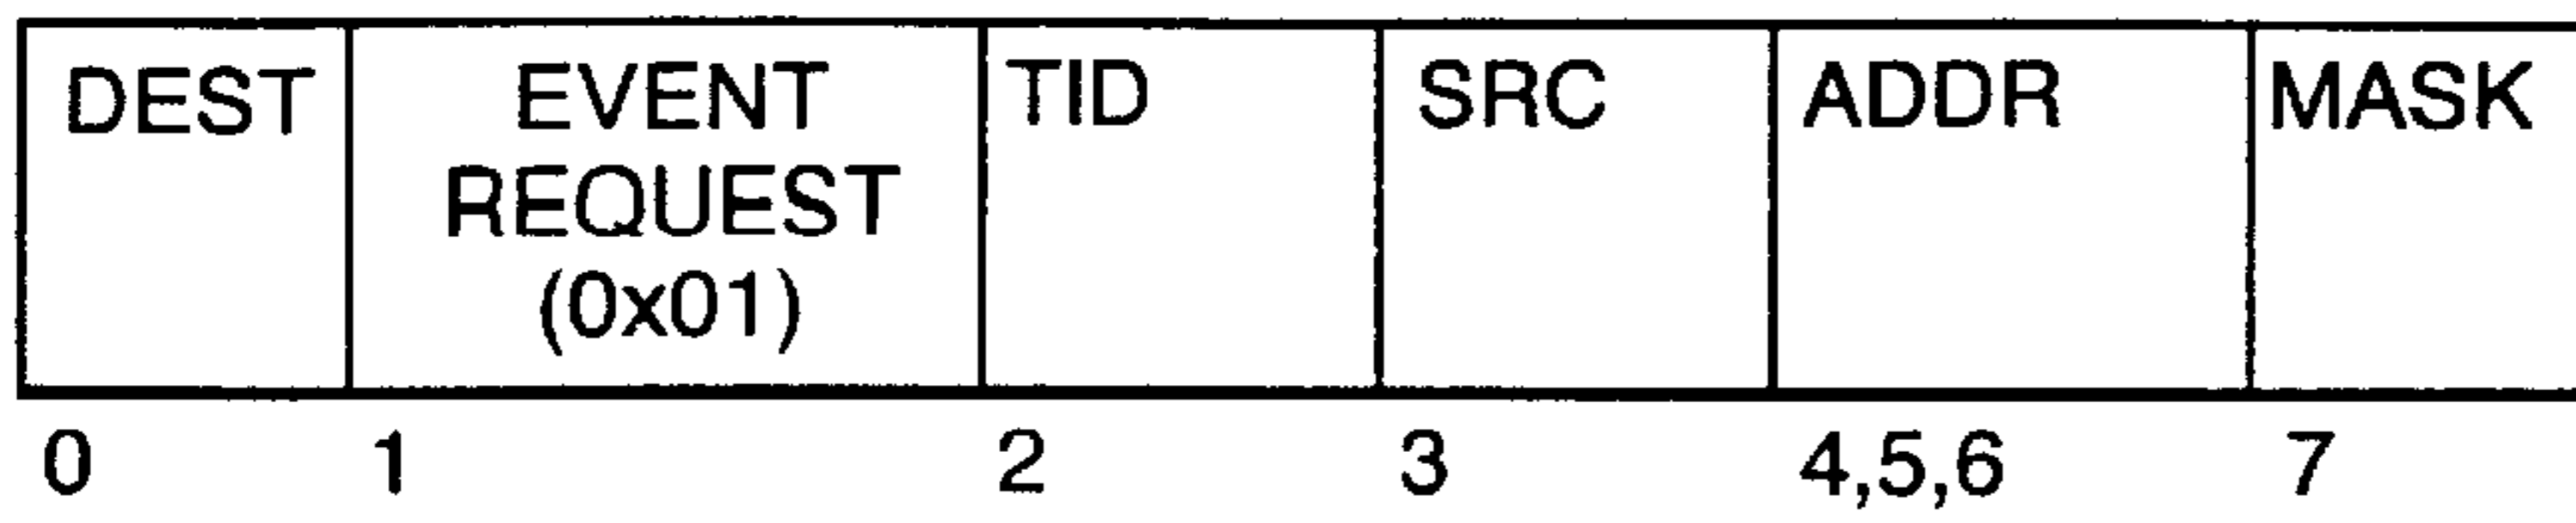 DEST EVENT TID SRC ADDR MASK
REQUEST
(0x01)
0 1 2 3 4,5,6 7